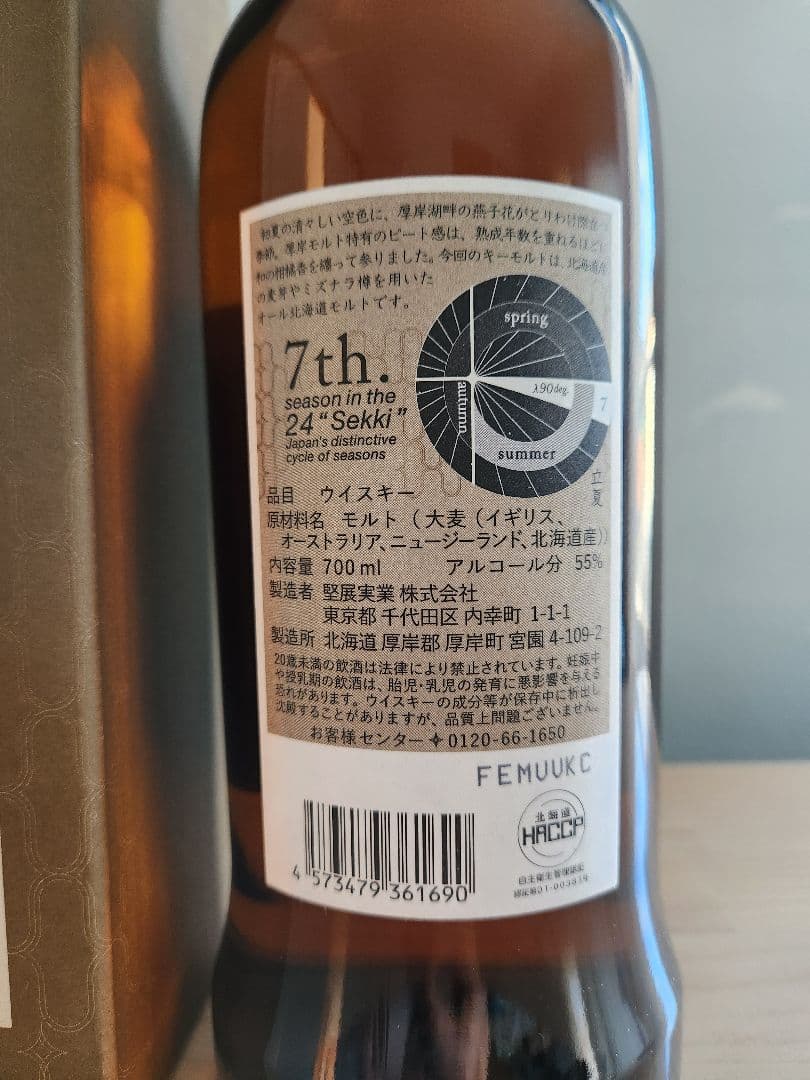 初夏の清々しい空色に、厚岸湖畔の燕子花がとりわけ際立つ
季節。厚岸モルト特有のピート感は、熟成年数を重ねるほどに
和の柑橘香を纏って参りました。今回のキーモルトは、北海道産
の麦芽やミズナラ樽を用いた
オール北海道モルトです。
spring
7th.
season in the
24 “Sekki”
Japan's distinctive
cycle of seasons
λ90deg.
7
autumn
summer
立夏
品目 ウイスキー
原材料名 モルト（大麦（イギリス、
オーストラリア、ニュージーランド、北海道産））
内容量 700ml アルコール分 55%
製造者 堅展実業 株式会社
東京都 千代田区 内幸町 1-1-1
製造所 北海道 厚岸郡 厚岸町 宮園 4-109-2
20歳未満の飲酒は法律により禁止されています。妊娠中
や授乳期の飲酒は、胎児・乳児の発育に悪影響を与える
恐れがあります。ウイスキーの成分等が保存中に析出し
沈殿することがありますが、品質上問題ございません。
お客様センター✦0120-66-1650
FEMUUKC
北海道
HACCP
自主衛生管理認証
4 573479 361690